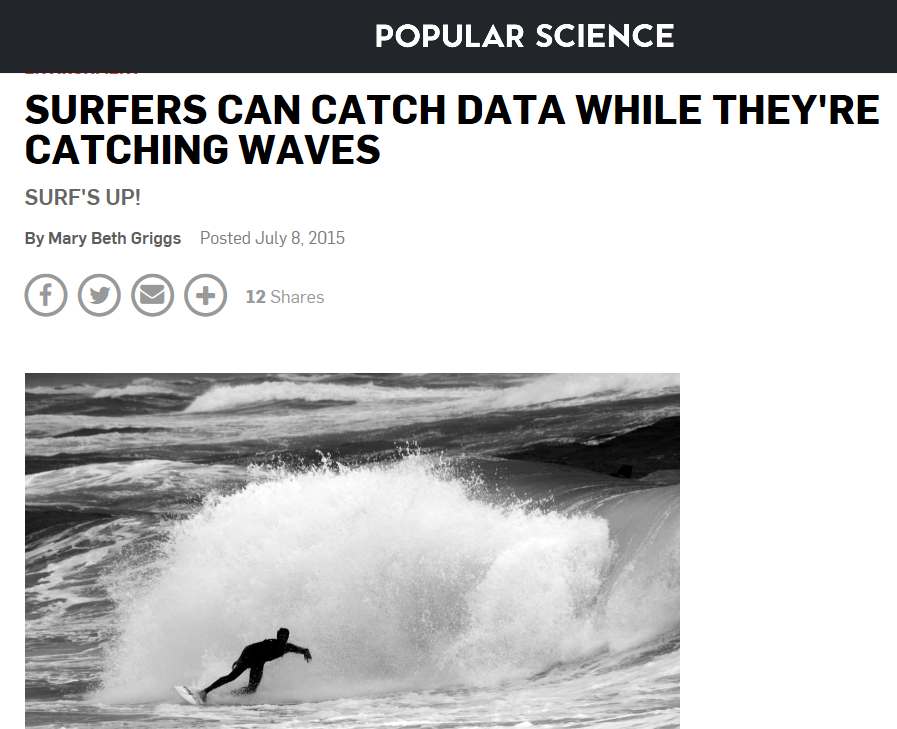 POPULAR SCIENCE
SURFERS CAN CATCH DATA WHILE THEY'RE
CATCHING WAVES
SURF'S UP!
By Mary Beth Griggs Posted July 8, 2015
12 Shares